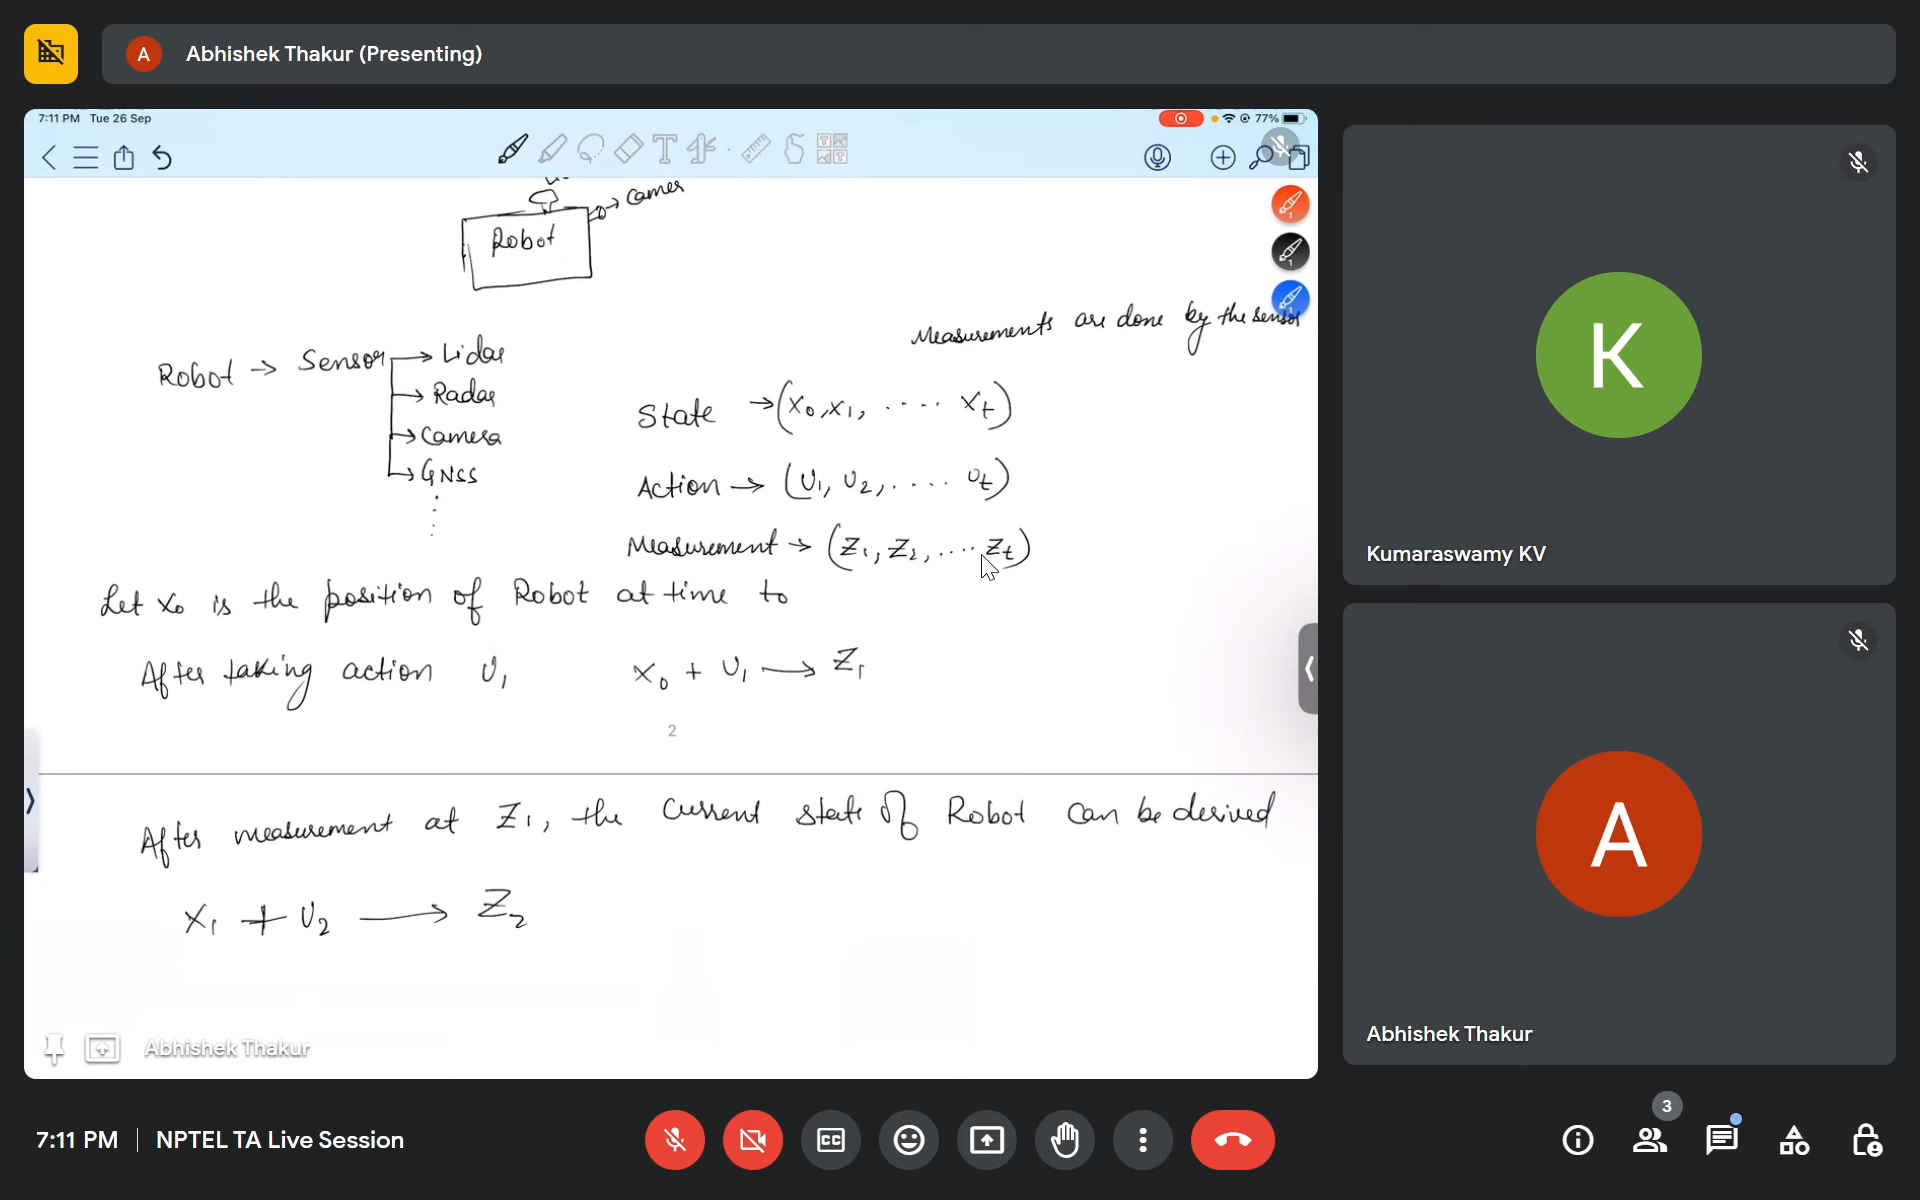 A Abhishek Thakur (Presenting)
7:11 PM Tue 26 Sep
77%
Camer
Robot
Measurements are done by the sensor
Robot → Sensor → Lidar
→ Radar
→ Camera
→ GNSS
State → (x0, x1, ..... xt)
Action → (U1, U2, ..... Ut)
Measurement → (Z1, Z2, .... Zt)
Let x0 is the position of Robot at time to
After taking action U1 x0 + U1 → Z1
2
After measurement at Z1, the current state of Robot can be derived
x1 + U2 → Z2
Abhishek Thakur
K
Kumaraswamy KV
A
Abhishek Thakur
7:11 PM | NPTEL TA Live Session
CC
3